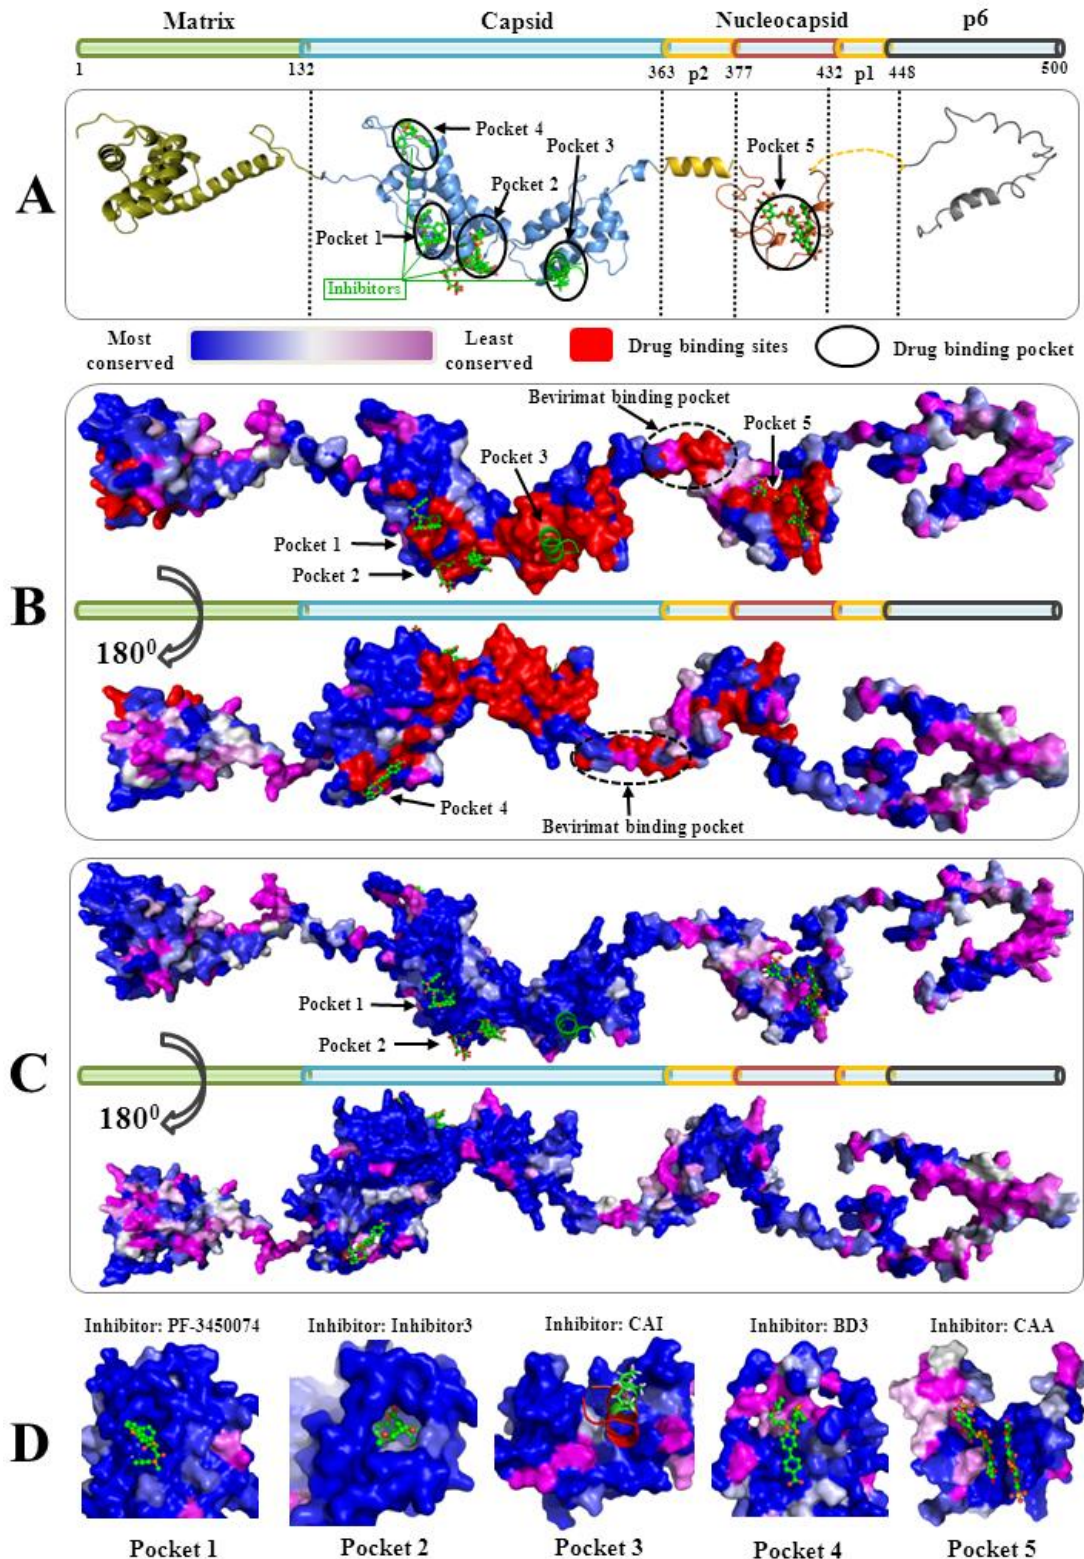 Matrix Capsid Nucleocapsid p6
1 132 363 p2 377 432 p1 448 500
A
Pocket 4
Pocket 3
Pocket 5
Pocket 2
Pocket 1
Inhibitors
Most conserved
Least conserved
Drug binding sites
Drug binding pocket
B
Bevirimat binding pocket
Pocket 5
Pocket 3
Pocket 1
Pocket 2
180⁰
Pocket 4
Bevirimat binding pocket
C
Pocket 1
Pocket 2
180⁰
D
Inhibitor: PF-3450074 Inhibitor: Inhibitor3 Inhibitor: CAI Inhibitor: BD3 Inhibitor: CAA
Pocket 1 Pocket 2 Pocket 3 Pocket 4 Pocket 5